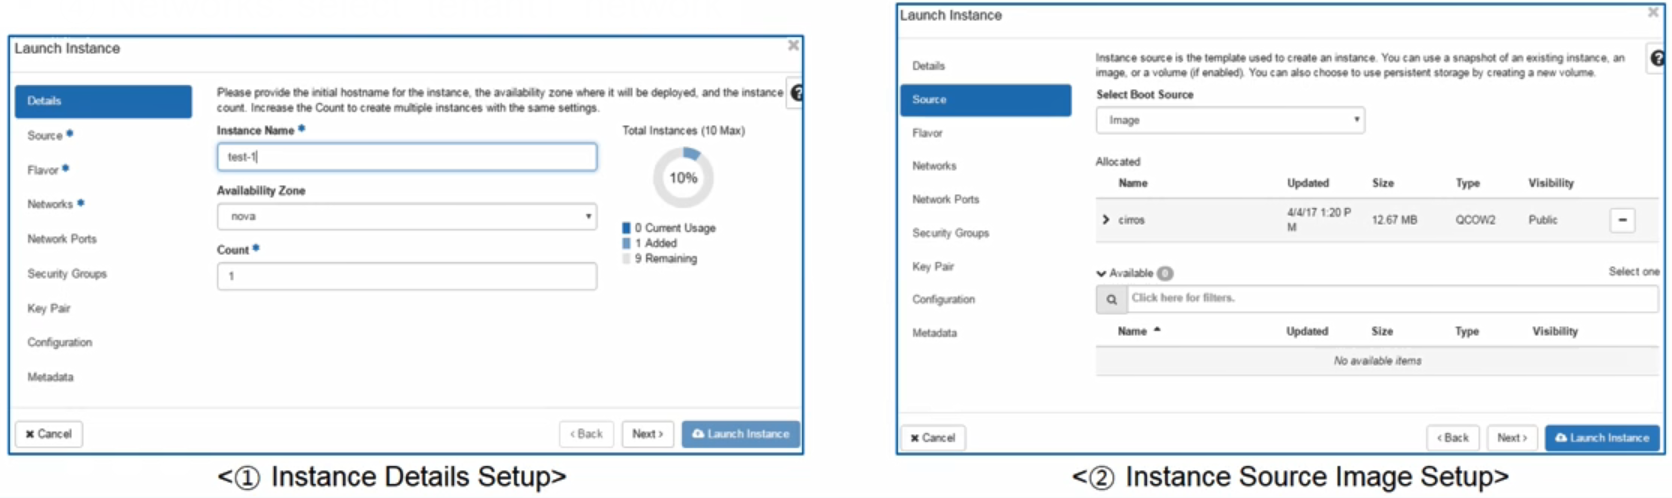 Launch Instance
Details
Source *
Flavor *
Networks *
Network Ports
Security Groups
Key Pair
Configuration
Metadata
Please provide the initial hostname for the instance, the availability zone where it will be deployed, and the instance
count. Increase the Count to create multiple instances with the same settings.
Instance Name *
test-1
Availability Zone
nova
Count *
1
Total Instances (10 Max)
10%
0 Current Usage
1 Added
9 Remaining
Cancel
< Back
Next >
Launch Instance
<① Instance Details Setup>
Launch Instance
Details
Source
Flavor
Networks
Network Ports
Security Groups
Key Pair
Configuration
Metadata
Instance source is the template used to create an instance. You can use a snapshot of an existing instance, an
image, or a volume (if enabled). You can also choose to use persistent storage by creating a new volume.
Select Boot Source
Image
Allocated
Name Updated Size Type Visibility
cirros 4/4/17 1:20 P 12.67 MB QCOW2 Public
M
Available 0 Select one
Click here for filters.
Name Updated Size Type Visibility
No available items
Cancel
< Back
Next >
Launch Instance
<② Instance Source Image Setup>